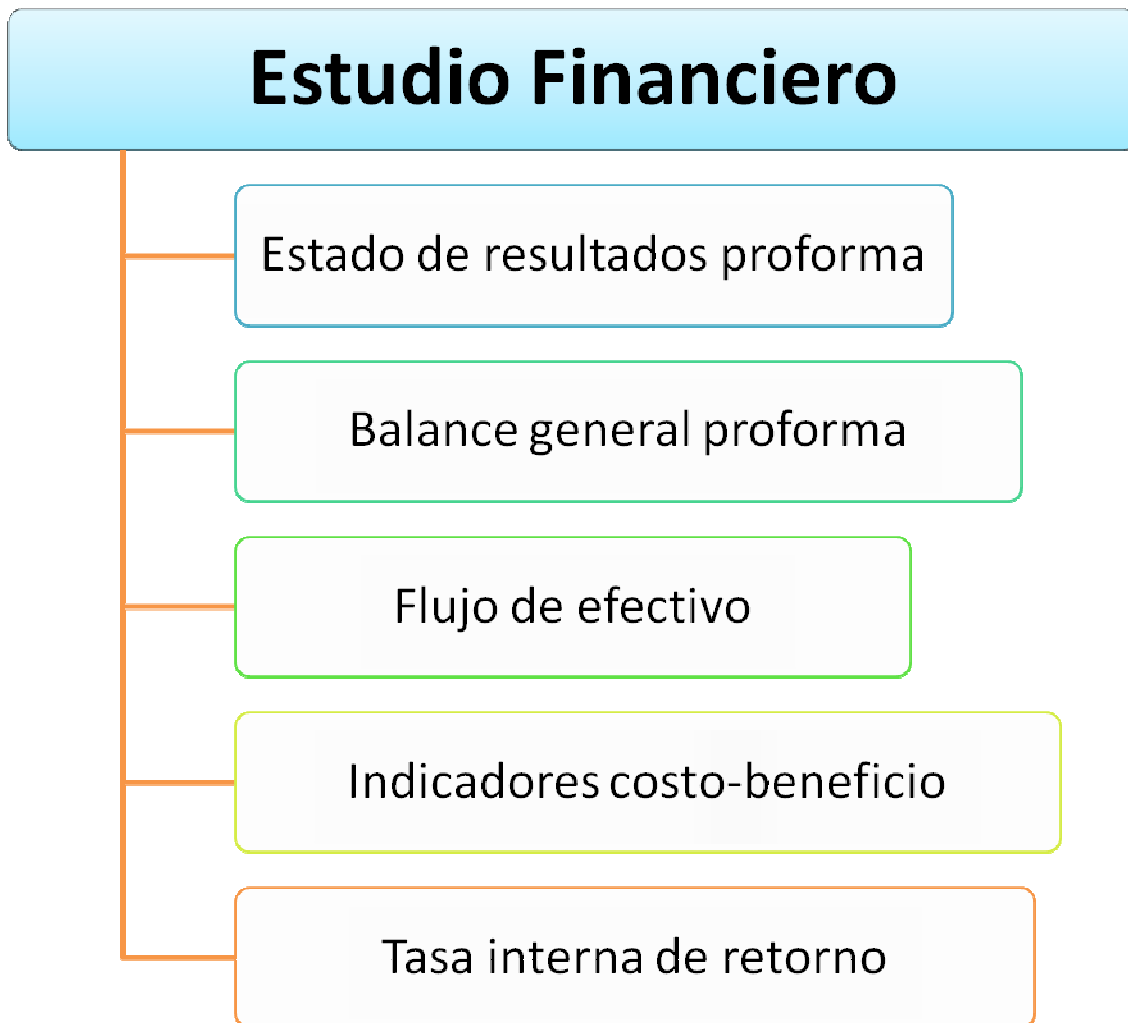 Estudio Financiero
Estado de resultados proforma
Balance general proforma
Flujo de efectivo
Indicadores costo-beneficio
Tasa interna de retorno